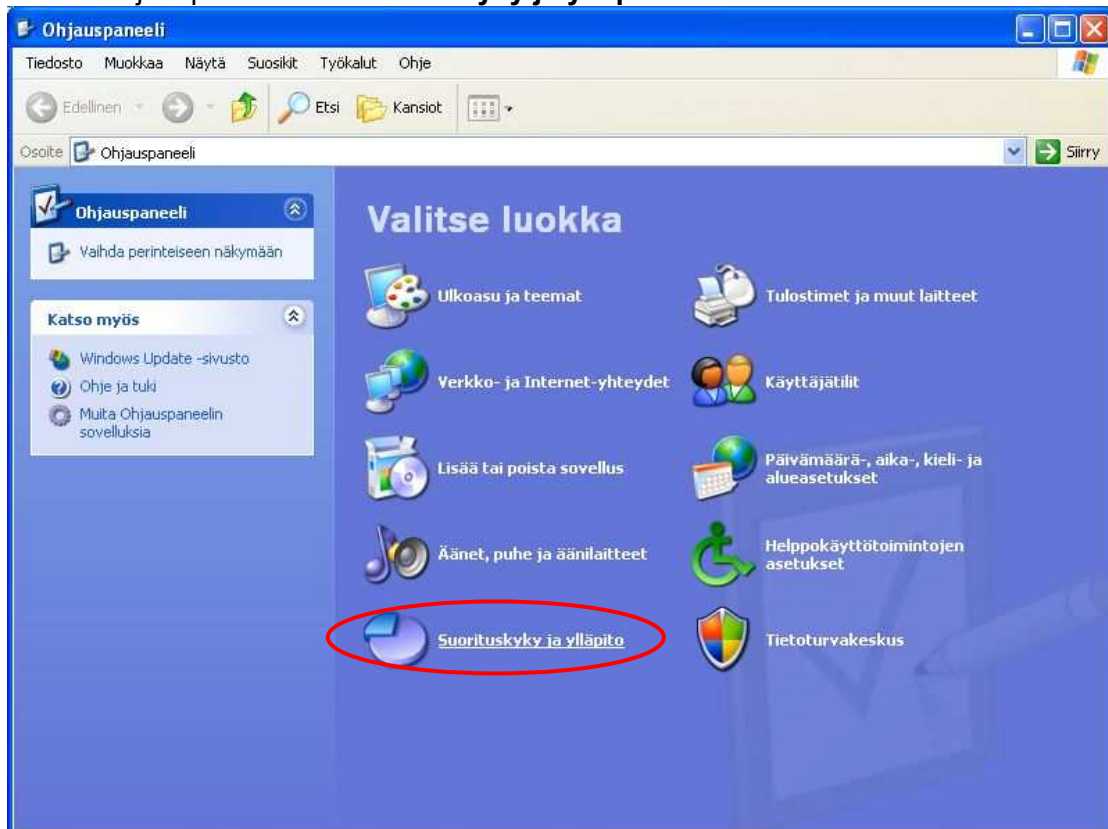 Ohjauspaneeli
Tiedosto Muokkaa Näytä Suosikit Työkalut Ohje
Edellinen Etsi Kansiot
Osoite Ohjauspaneeli Siirry
Ohjauspaneeli
Vaihda perinteiseen näkymään
Katso myös
Windows Update -sivusto
Ohje ja tuki
Muita Ohjauspaneelin
sovelluksia
Valitse luokka
Ulkoasu ja teemat
Tulostimet ja muut laitteet
Verkko- ja Internet-yhteydet
Käyttäjätilit
Lisää tai poista sovellus
Päivämäärä-, aika-, kieli- ja
alueasetukset
Äänet, puhe ja äänilaitteet
Helppokäyttötoimintojen
asetukset
Suorituskyky ja ylläpito
Tietoturvakeskus